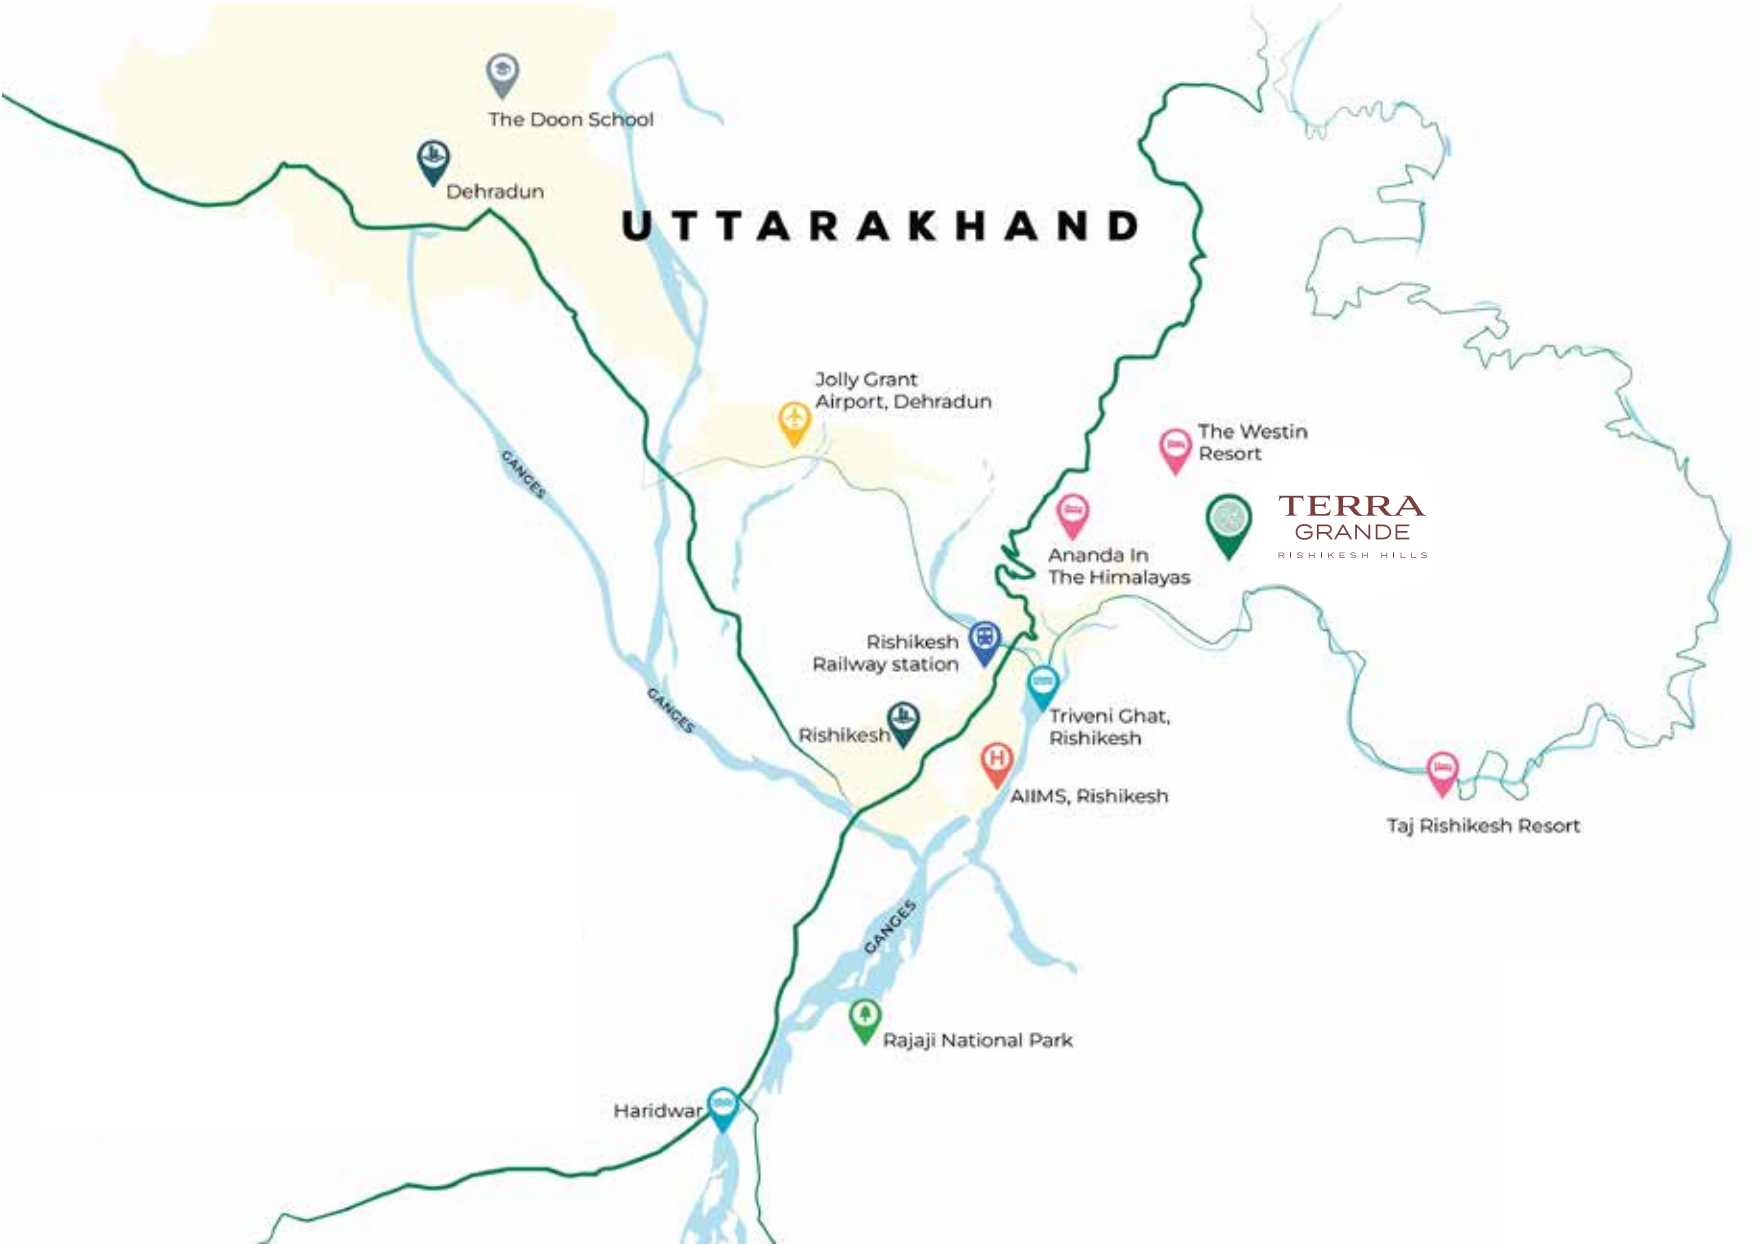 The Doon School
Dehradun
UTTARAKHAND
Jolly Grant
Airport, Dehradun
The Westin
Resort
GANGES
TERRA
GRANDE
RISHIKESH HILLS
Ananda In
The Himalayas
Rishikesh
Railway station
GANGES
Triveni Ghat,
Rishikesh
Rishikesh
H
AIIMS, Rishikesh
Taj Rishikesh Resort
GANGES
Rajaji National Park
Haridwar